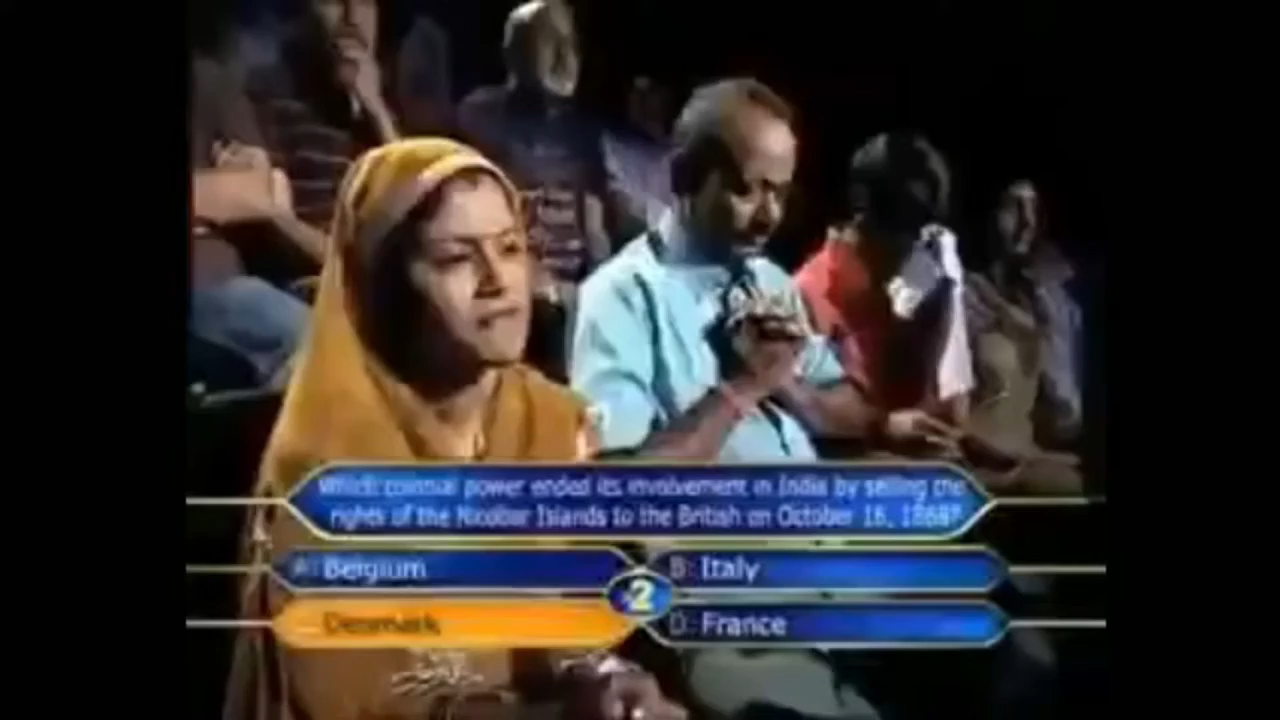 Which colonial power ended its involvement in India by selling the
rights of the Nicobar Islands to the British on October 16, 1868?
A: Belgium
B: Italy
2
Denmark
D: France